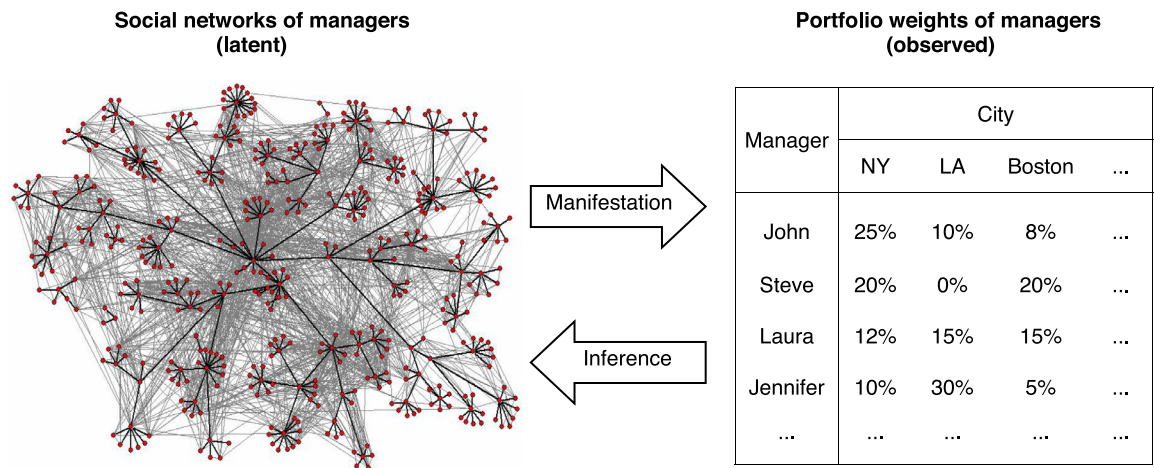 Social networks of managers
(latent)
Portfolio weights of managers
(observed)
Manifestation
Inference
Manager
City
NY LA Boston ...
John 25% 10% 8% ...
Steve 20% 0% 20% ...
Laura 12% 15% 15% ...
Jennifer 10% 30% 5% ...
... ... ... ... ...